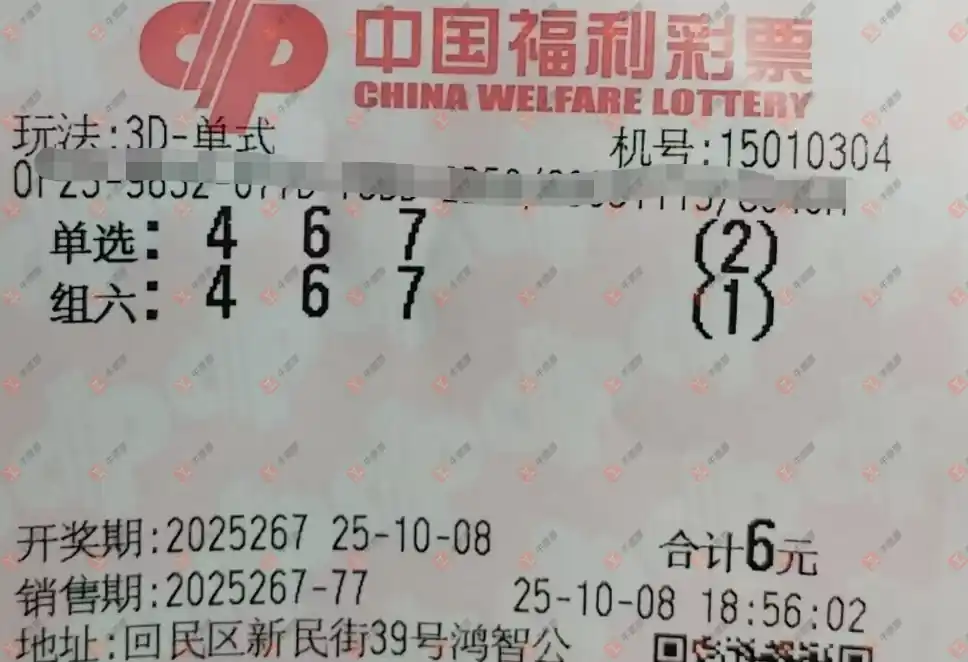 中国福利彩票
CHINA WELFARE LOTTERY
玩法:3D-单式 机号:15010304
单选: 4 6 7 (2)
组六: 4 6 7 (1)
开奖期:2025267 25-10-08 合计6元
销售期:2025267-77 25-10-08 18:56:02
地址:回民区新民街39号鸿智公